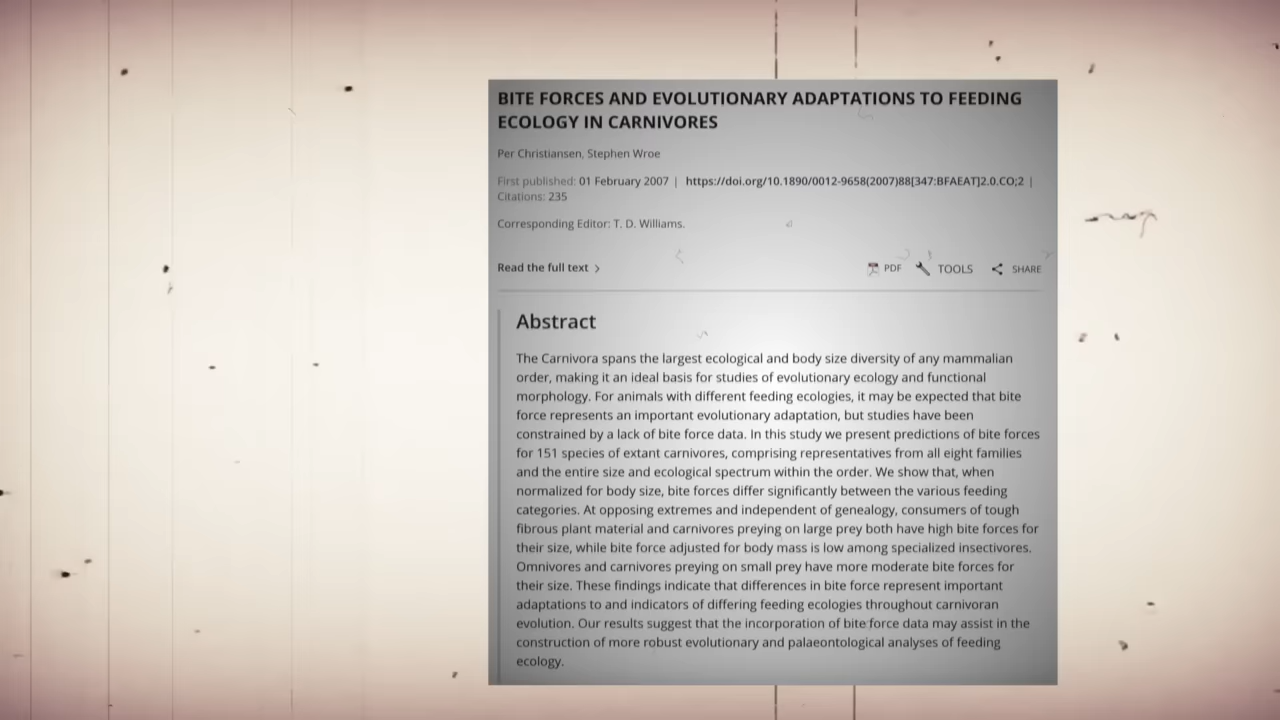 BITE FORCES AND EVOLUTIONARY ADAPTATIONS TO FEEDING
ECOLOGY IN CARNIVORES
Per Christiansen, Stephen Wroe
First published: 01 February 2007 | https://doi.org/10.1890/0012-9658(2007)88[347:BFAEAT]2.0.CO;2 |
Citations: 235
Corresponding Editor: T. D. Williams.
Read the full text >
PDF TOOLS SHARE
Abstract
The Carnivora spans the largest ecological and body size diversity of any mammalian
order, making it an ideal basis for studies of evolutionary ecology and functional
morphology. For animals with different feeding ecologies, it may be expected that bite
force represents an important evolutionary adaptation, but studies have been
constrained by a lack of bite force data. In this study we present predictions of bite forces
for 151 species of extant carnivores, comprising representatives from all eight families
and the entire size and ecological spectrum within the order. We show that, when
normalized for body size, bite forces differ significantly between the various feeding
categories. At opposing extremes and independent of genealogy, consumers of tough
fibrous plant material and carnivores preying on large prey both have high bite forces for
their size, while bite force adjusted for body mass is low among specialized insectivores.
Omnivores and carnivores preying on small prey have more moderate bite forces for
their size. These findings indicate that differences in bite force represent important
adaptations to and indicators of differing feeding ecologies throughout carnivoran
evolution. Our results suggest that the incorporation of bite force data may assist in the
construction of more robust evolutionary and palaeontological analyses of feeding
ecology.